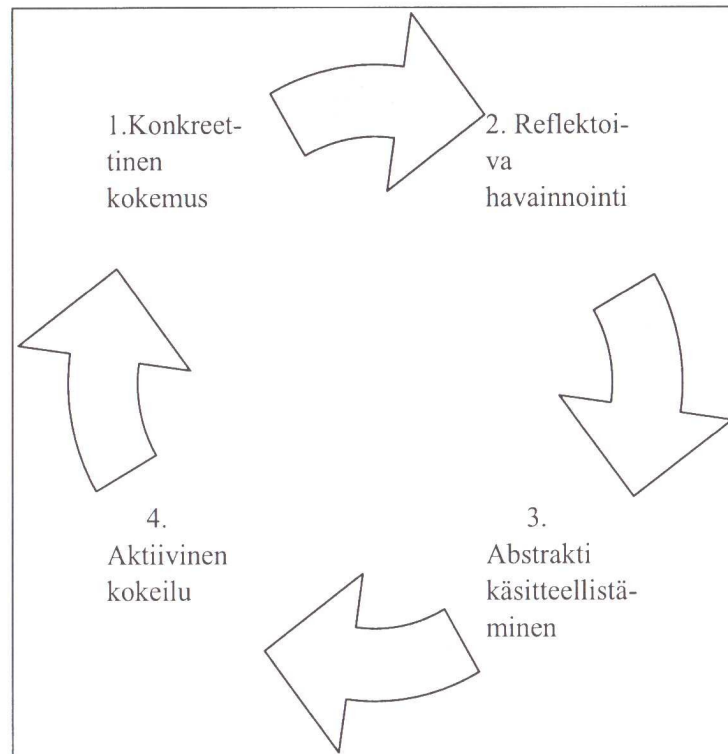 1.Konkreet-
tinen
kokemus
2. Reflektoi-
va
havainnointi
3.
Abstrakti
käsitteellistä-
minen
4.
Aktiivinen
kokeilu